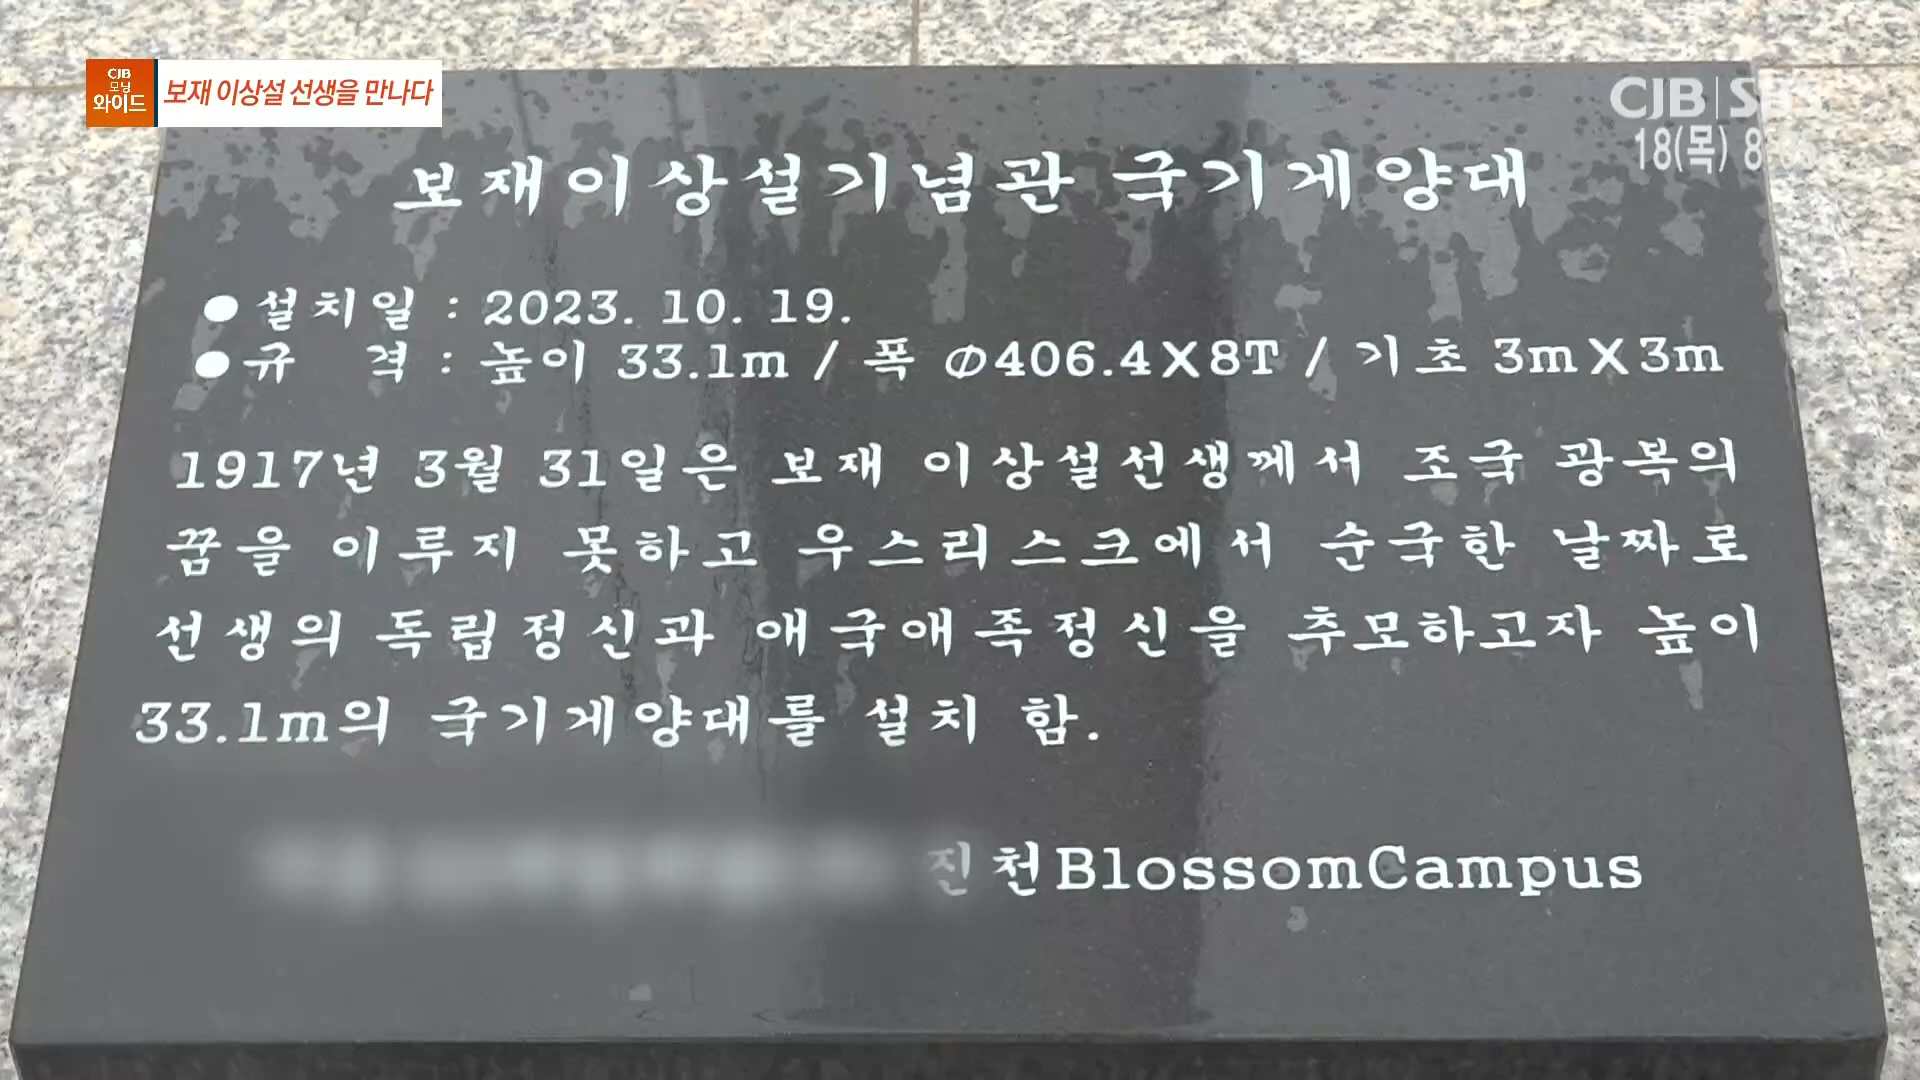 CJB
모닝
와이드
보재 이상설 선생을 만나다
CJB SBS
18(목) 8
보재이상설기념관 국기게양대
● 설치일 : 2023. 10. 19.
● 규 격 : 높이 33.1m / 폭 Ø406.4X8T / 기초 3mX3m
1917년 3월 31일은 보재 이상설선생께서 조국 광복의
꿈을 이루지 못하고 우스리스크에서 순국한 날짜로
선생의 독립정신과 애국애족정신을 추모하고자 높이
33.1m의 국기게양대를 설치 함.
진천BlossomCampus